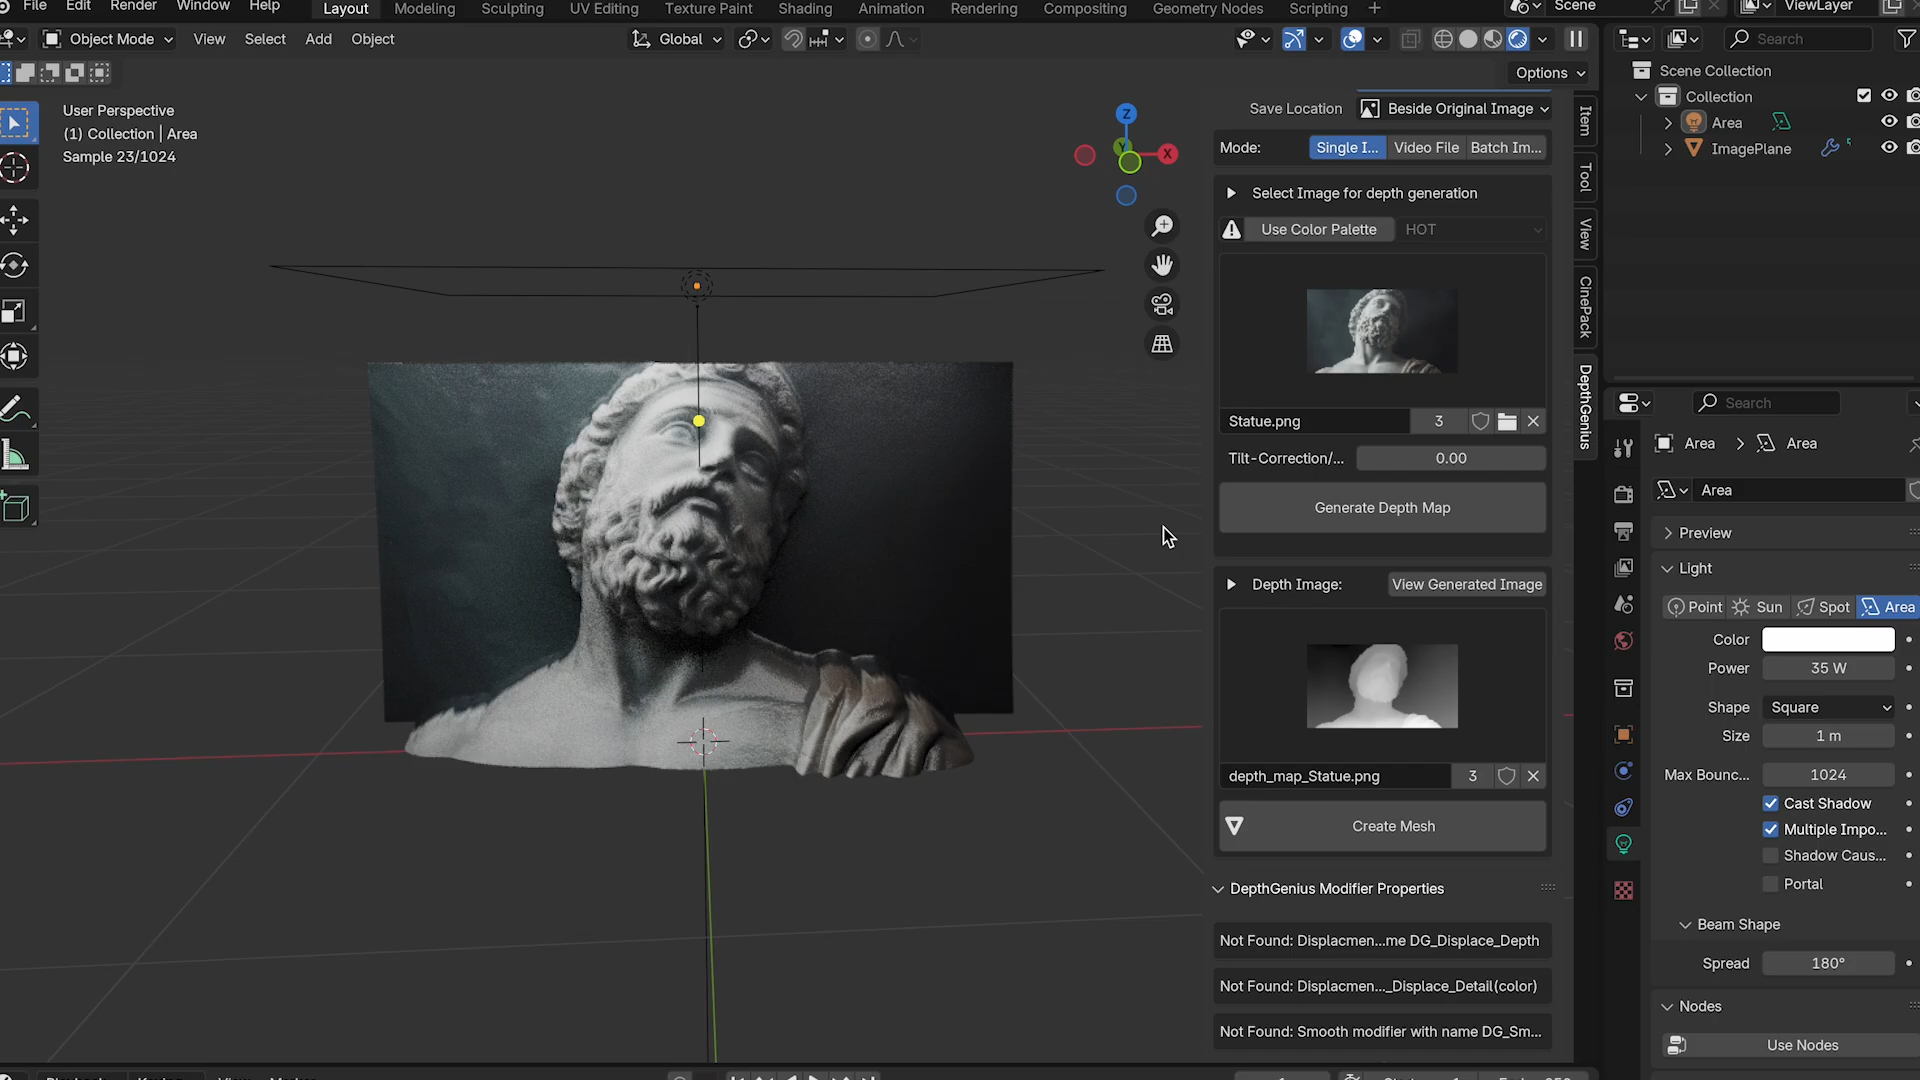 File Edit Render Window Help Layout Modeling Sculpting UV Editing Texture Paint Shading Animation Rendering Compositing Geometry Nodes Scripting + Scene ViewLayer
Object Mode View Select Add Object Global Search
Options
User Perspective
(1) Collection | Area
Sample 23/1024
Z
Y
X
Save Location Beside Original Image
Mode: Single I... Video File Batch Im...
Select Image for depth generation
Use Color Palette HOT
Statue.png 3
Tilt-Correction/... 0.00
Generate Depth Map
Depth Image: View Generated Image
depth_map_Statue.png 3
Create Mesh
DepthGenius Modifier Properties
Not Found: Displacmen...me DG_Displace_Depth
Not Found: Displacmen..._Displace_Detail(color)
Not Found: Smooth modifier with name DG_Sm...
Item
Tool
View
CinePack
DepthGenius
Scene Collection
Collection
Area
ImagePlane
Search
Area > Area
Area
Preview
Light
Point Sun Spot Area
Color
Power 35 W
Shape Square
Size 1 m
Max Bounc... 1024
Cast Shadow
Multiple Impo...
Shadow Caus...
Portal
Beam Shape
Spread 180°
Nodes
Use Nodes